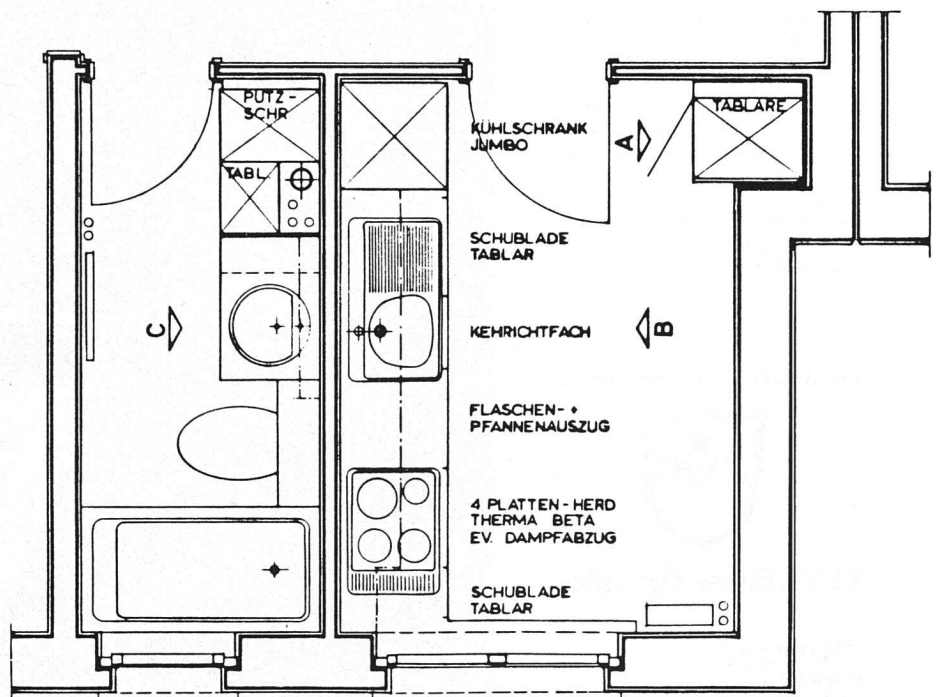 PUTZ-
SCHR
TABL.
C
KÜHLSCHRANK
JUMBO
A
TABLARE
SCHUBLADE
TABLAR
KEHRICHTFACH
B
FLASCHEN- +
PFANNENAUSZUG
4 PLATTEN-HERD
THERMA BETA
EV. DAMPFABZUG
SCHUBLADE
TABLAR